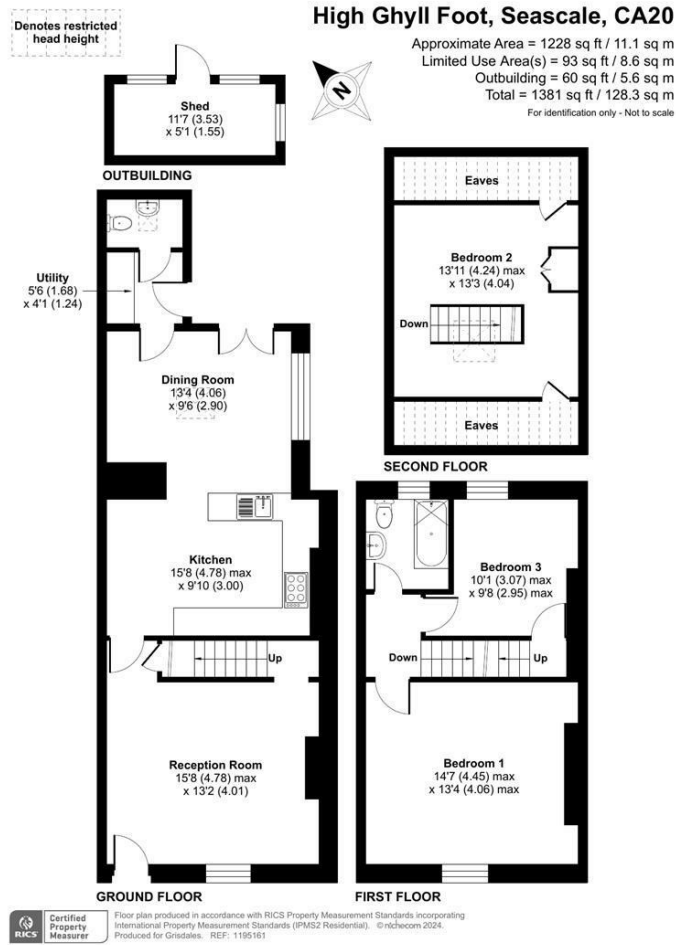 High Ghyll Foot, Seascale, CA20
Approximate Area = 1228 sq ft / 11.1 sq m
Limited Use Area(s) = 93 sq ft / 8.6 sq m
Outbuilding = 60 sq ft / 5.6 sq m
Total = 1381 sq ft / 128.3 sq m
For identification only - Not to scale
Denotes restricted
head height
N
Shed
11'7 (3.53)
x 5'1 (1.55)
OUTBUILDING
Utility
5'6 (1.68)
x 4'1 (1.24)
Dining Room
13'4 (4.06)
x 9'6 (2.90)
Kitchen
15'8 (4.78) max
x 9'10 (3.00)
Up
Reception Room
15'8 (4.78) max
x 13'2 (4.01)
GROUND FLOOR
Eaves
Bedroom 2
13'11 (4.24) max
x 13'3 (4.04)
Down
Eaves
SECOND FLOOR
Bedroom 3
10'1 (3.07) max
x 9'8 (2.95) max
Down
Up
Bedroom 1
14'7 (4.45) max
x 13'4 (4.06) max
FIRST FLOOR
RICS
Certified
Property
Measurer
Floor plan produced in accordance with RICS Property Measurement Standards incorporating
International Property Measurement Standards (IPMS2 Residential). © nichecom 2024.
Produced for Grisdales. REF: 1195161